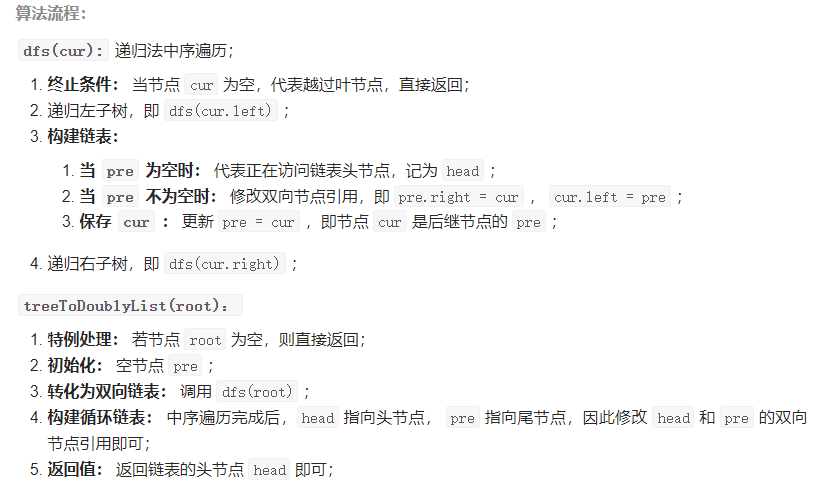 算法流程：
dfs(cur): 递归法中序遍历；
1. 终止条件： 当节点 cur 为空，代表越过叶节点，直接返回；
2. 递归左子树，即 dfs(cur.left) ；
3. 构建链表：
1. 当 pre 为空时： 代表正在访问链表头节点，记为 head ；
2. 当 pre 不为空时： 修改双向节点引用，即 pre.right = cur ， cur.left = pre ；
3. 保存 cur ： 更新 pre = cur ，即节点 cur 是后继节点的 pre ；
4. 递归右子树，即 dfs(cur.right) ；
treeToDoublyList(root)：
1. 特例处理： 若节点 root 为空，则直接返回；
2. 初始化： 空节点 pre ；
3. 转化为双向链表： 调用 dfs(root) ；
4. 构建循环链表： 中序遍历完成后， head 指向头节点， pre 指向尾节点，因此修改 head 和 pre 的双向
节点引用即可；
5. 返回值： 返回链表的头节点 head 即可；